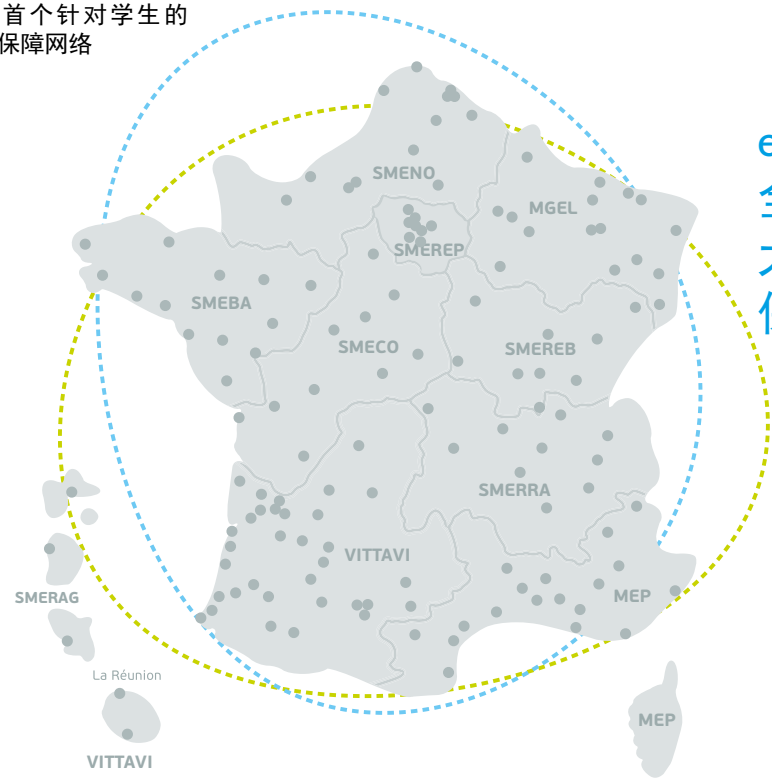 首个针对学生的
保障网络
SMENO
MGEL
SMEREP
SMEBA
SMECO
SMEREB
SMERRA
VITTAVI
SMERAG
MEP
La Réunion
MEP
VITTAVI